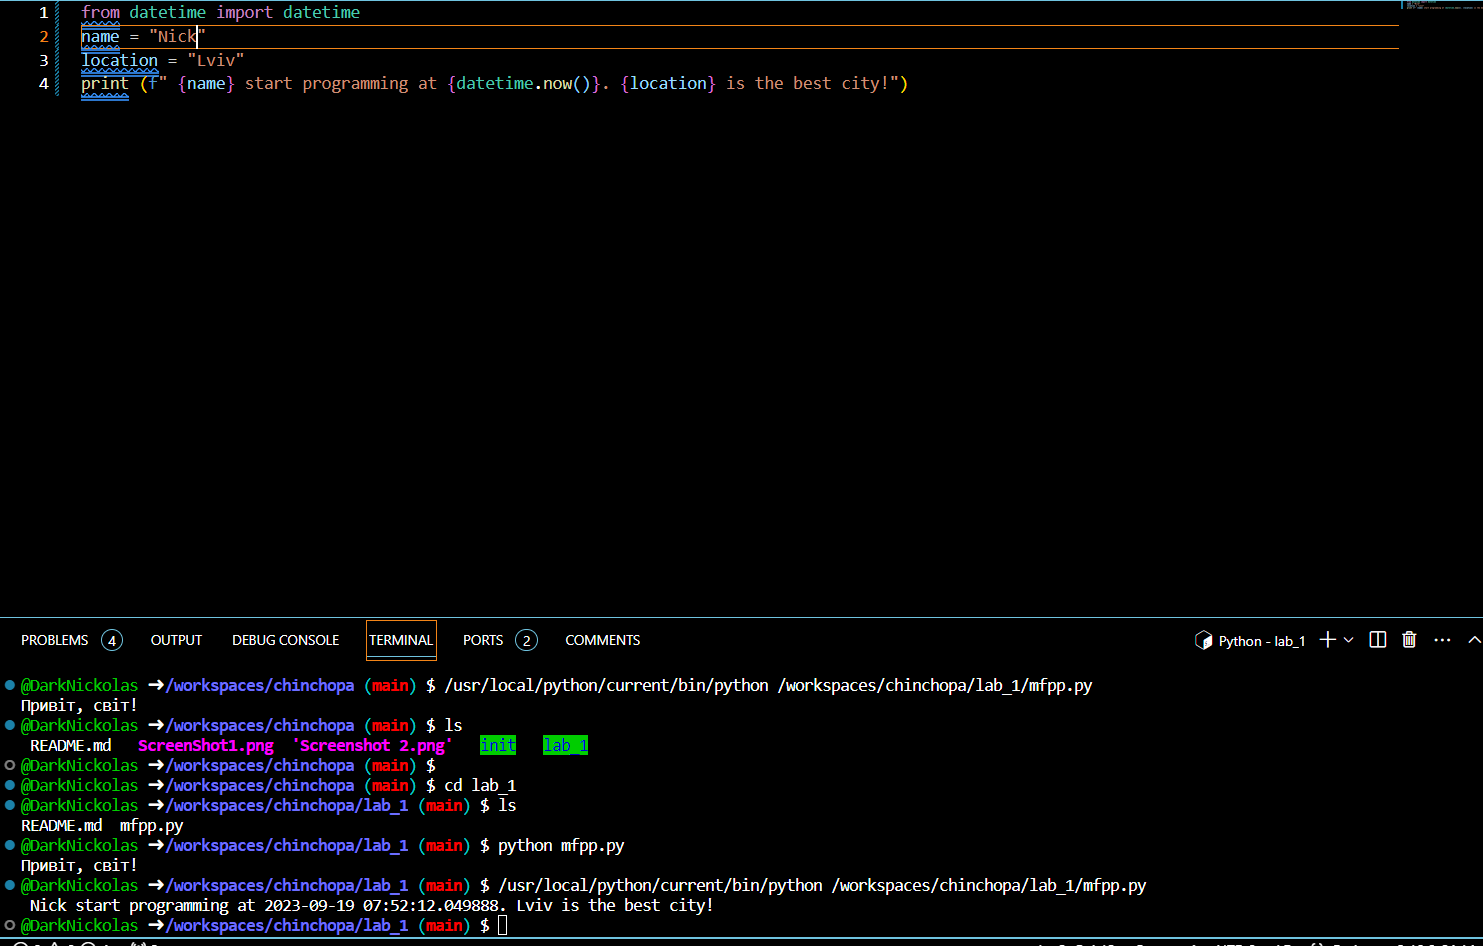 1 from datetime import datetime
2 name = "Nick"
3 location = "Lviv"
4 print (f" {name} start programming at {datetime.now()}. {location} is the best city!")
PROBLEMS 4 OUTPUT DEBUG CONSOLE TERMINAL PORTS 2 COMMENTS Python - lab_1
@DarkNickolas ➜/workspaces/chinchopa (main) $ /usr/local/python/current/bin/python /workspaces/chinchopa/lab_1/mfpp.py
Привіт, світ!
@DarkNickolas ➜/workspaces/chinchopa (main) $ ls
README.md ScreenShot1.png 'Screenshot 2.png' init lab_1
@DarkNickolas ➜/workspaces/chinchopa (main) $
@DarkNickolas ➜/workspaces/chinchopa (main) $ cd lab_1
@DarkNickolas ➜/workspaces/chinchopa/lab_1 (main) $ ls
README.md mfpp.py
@DarkNickolas ➜/workspaces/chinchopa/lab_1 (main) $ python mfpp.py
Привіт, світ!
@DarkNickolas ➜/workspaces/chinchopa/lab_1 (main) $ /usr/local/python/current/bin/python /workspaces/chinchopa/lab_1/mfpp.py
Nick start programming at 2023-09-19 07:52:12.049888. Lviv is the best city!
@DarkNickolas ➜/workspaces/chinchopa/lab_1 (main) $